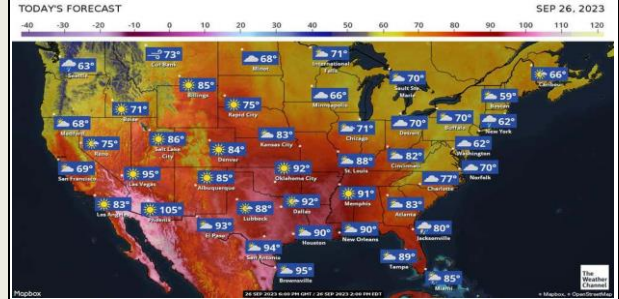 TODAY'S FORECAST
SEP 26, 2023
-40 -30 -20 -10 0 10 20 30 40 50 60 70 80 90 100 110 120
63°
Seattle
73°
Cut Bank
68°
Minot
71°
International
Falls
70°
Sault Ste
Marie
66°
Caribou
85°
Billings
75°
Rapid City
66°
Minneapolis
59°
Boston
68°
Medford
71°
Boise
71°
Chicago
70°
Detroit
70°
Buffalo
62°
New York
75°
Reno
86°
Salt Lake
City
84°
Denver
83°
Kansas City
88°
St. Louis
82°
Cincinnati
62°
Washington
69°
San Francisco
95°
Las Vegas
85°
Albuquerque
92°
Oklahoma City
91°
Memphis
77°
Charlotte
70°
Norfolk
83°
Los Angeles
105°
Phoenix
88°
Lubbock
92°
Dallas
83°
Atlanta
93°
El Paso
90°
Houston
90°
New Orleans
80°
Jacksonville
94°
San Antonio
95°
Brownsville
89°
Tampa
85°
Miami
The
Weather
Channel
Mapbox
26 SEP 2023 6:00 PM GMT / 26 SEP 2023 2:00 PM EDT
© Mapbox, © OpenStreetMap